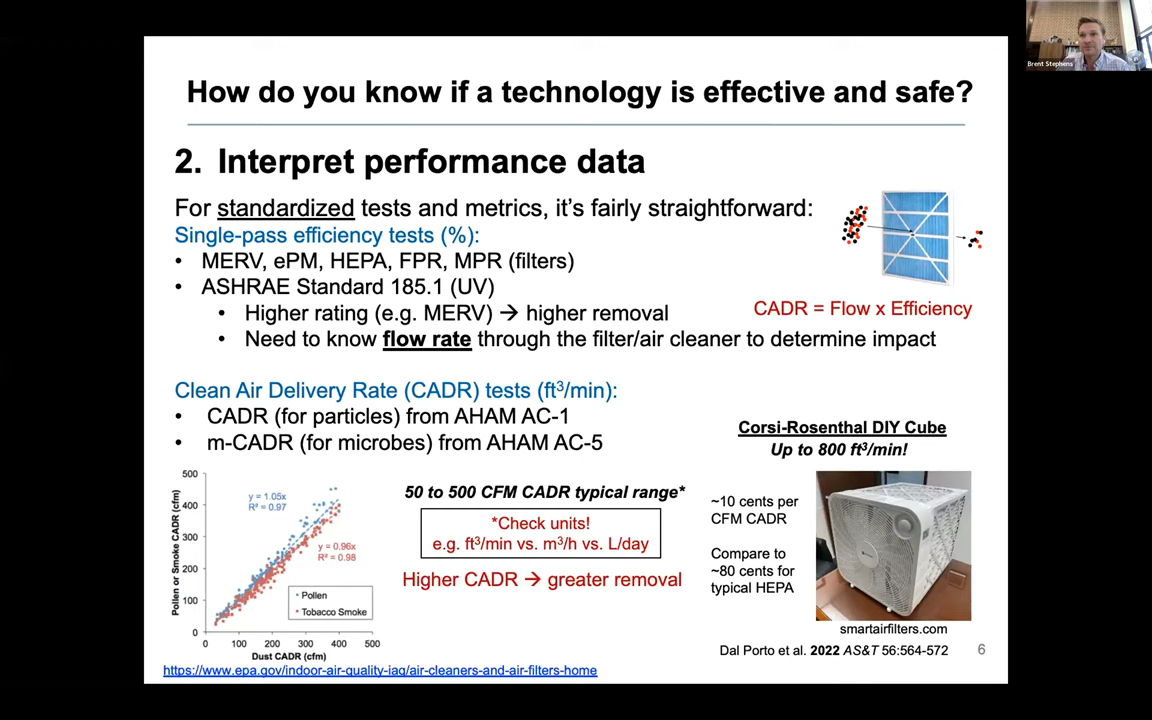 Brent Stephens
How do you know if a technology is effective and safe?
2. Interpret performance data
For standardized tests and metrics, it's fairly straightforward:
Single-pass efficiency tests (%):
• MERV, ePM, HEPA, FPR, MPR (filters)
• ASHRAE Standard 185.1 (UV)
• Higher rating (e.g. MERV) → higher removal
• Need to know flow rate through the filter/air cleaner to determine impact
CADR = Flow x Efficiency
Clean Air Delivery Rate (CADR) tests (ft³/min):
• CADR (for particles) from AHAM AC-1
• m-CADR (for microbes) from AHAM AC-5
Pollen or Smoke CADR (cfm)
500
400
300
200
100
0
0 100 200 300 400 500
Dust CADR (cfm)
y = 1.05x
R² = 0.97
y = 0.96x
R² = 0.98
Pollen
Tobacco Smoke
50 to 500 CFM CADR typical range*
*Check units!
e.g. ft³/min vs. m³/h vs. L/day
Higher CADR → greater removal
Corsi-Rosenthal DIY Cube
Up to 800 ft³/min!
~10 cents per
CFM CADR
Compare to
~80 cents for
typical HEPA
smartairfilters.com
Dal Porto et al. 2022 AS&T 56:564-572
6
https://www.epa.gov/indoor-air-quality-iaq/air-cleaners-and-air-filters-home